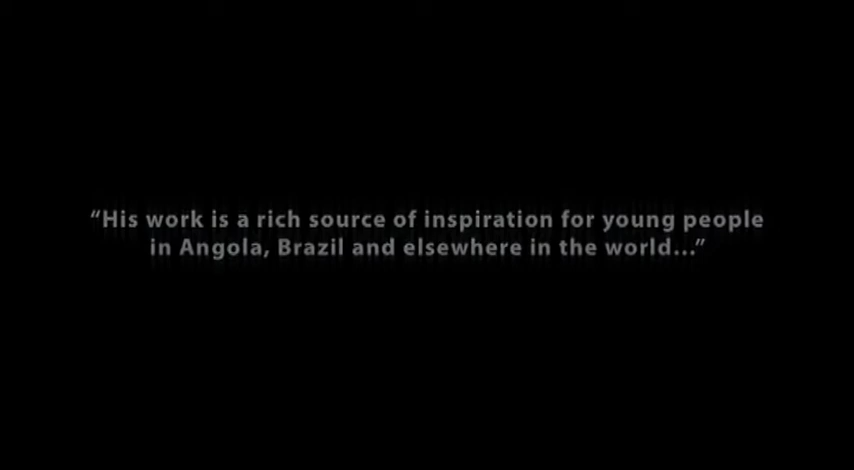 “His work is a rich source of inspiration for young people
in Angola, Brazil and elsewhere in the world...”